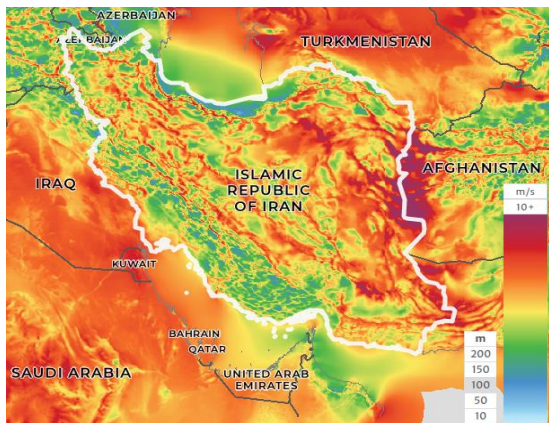 AZERBAIJAN
AZERBAIJAN
TURKMENISTAN
ISLAMIC
REPUBLIC
OF IRAN
AFGHANISTAN
IRAQ
m/s
10+
KUWAIT
BAHRAIN
QATAR
SAUDI ARABIA
UNITED ARAB
EMIRATES
m
200
150
100
50
10